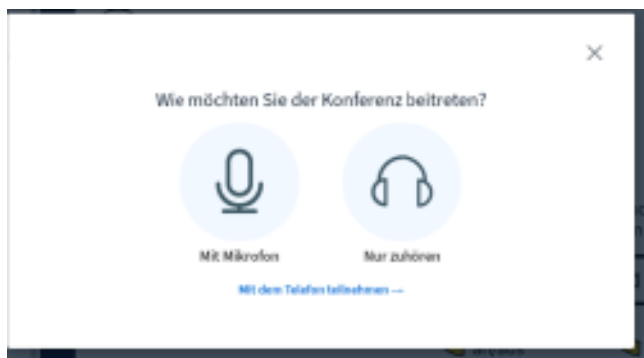 Wie möchten Sie der Konferenz beitreten?
Mit Mikrofon
Nur zuhören
Mit dem Telefon teilnehmen →